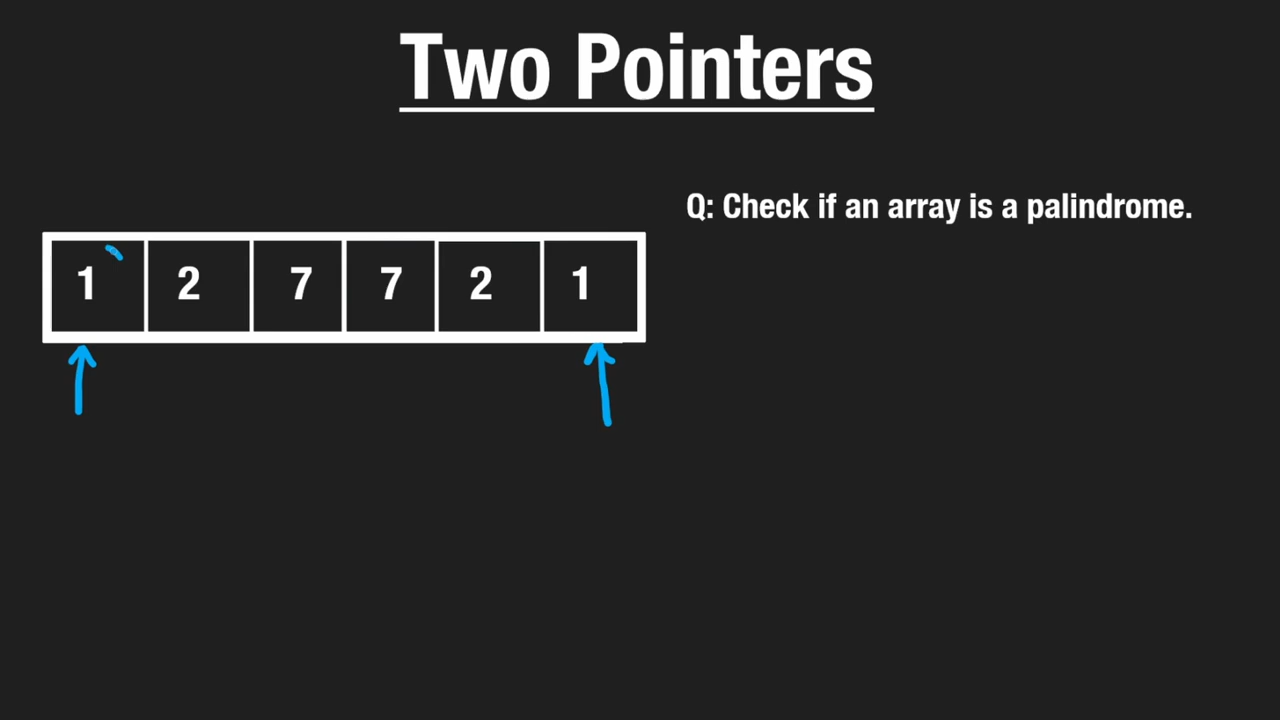 Two Pointers
Q: Check if an array is a palindrome.
1 2 7 7 2 1